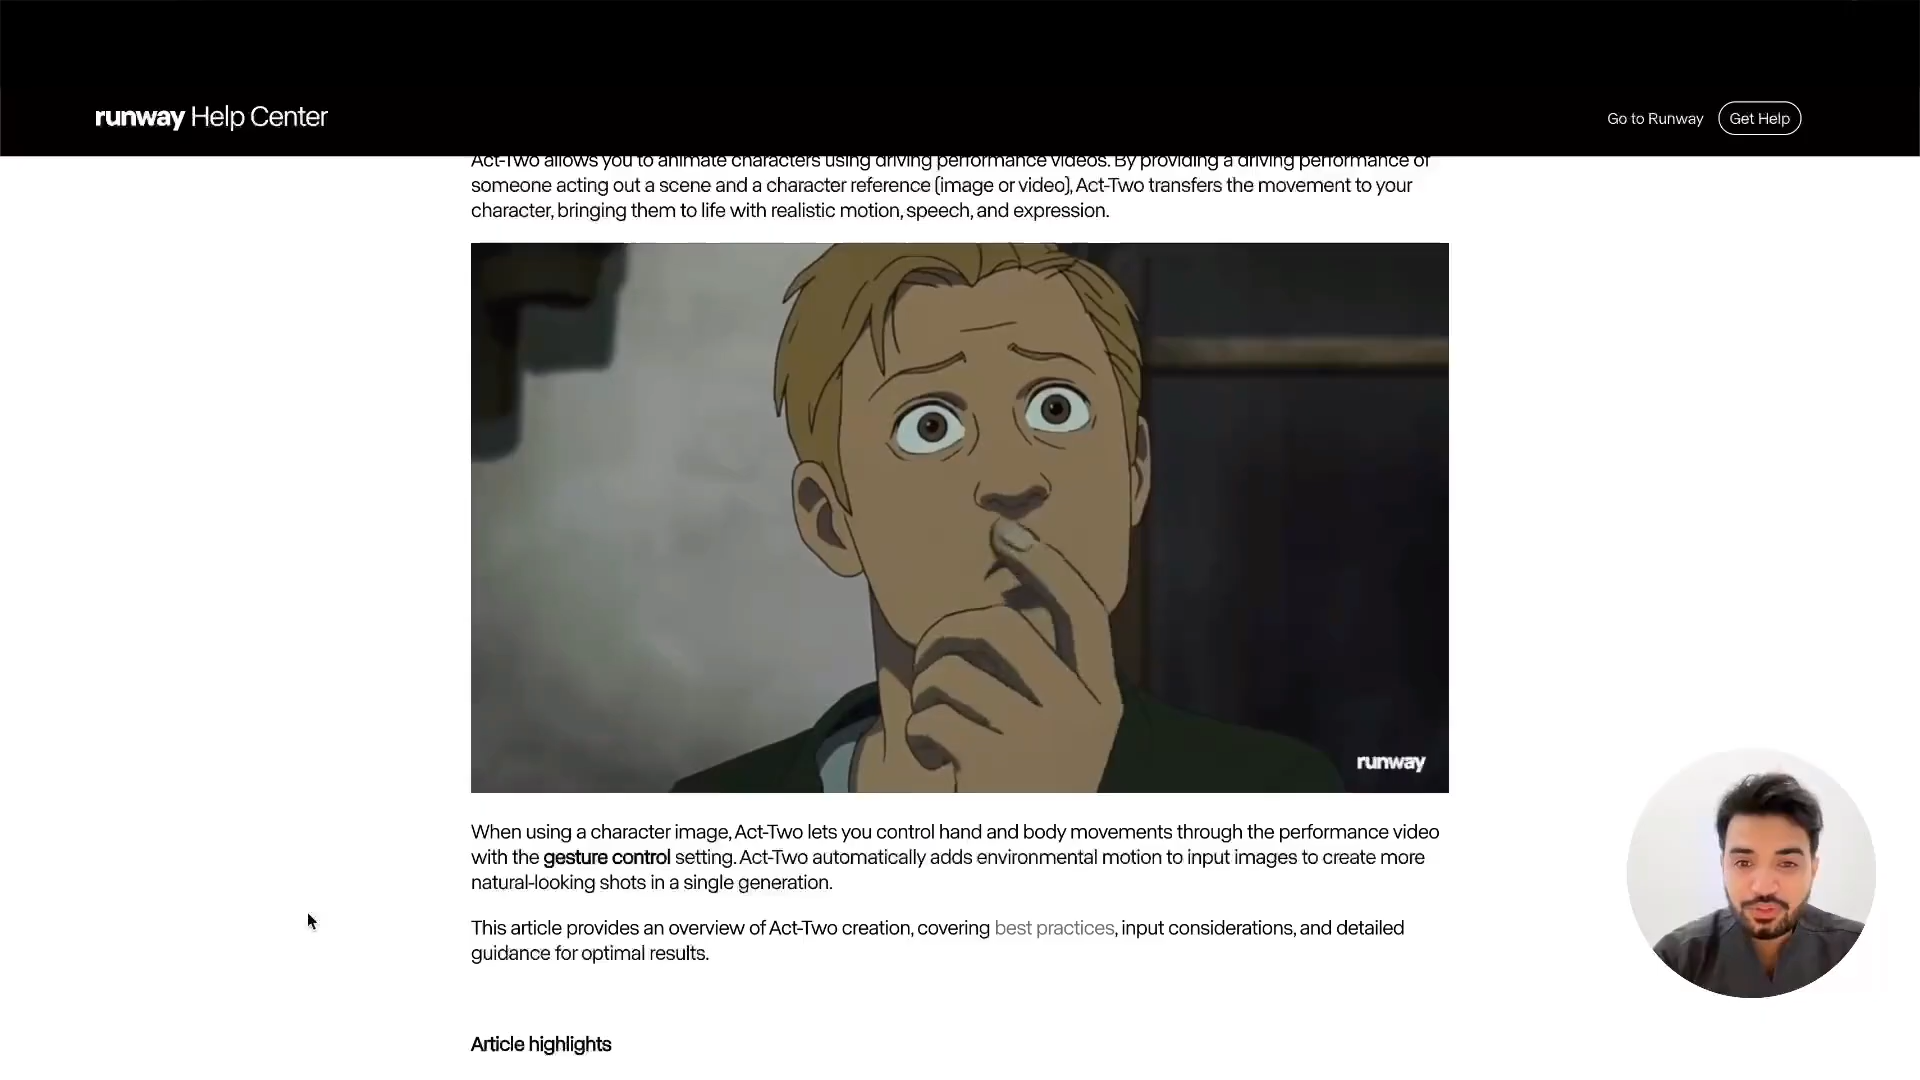 runway Help Center
Go to Runway
Get Help
Act-Two allows you to animate characters using driving performance videos. By providing a driving performance of
someone acting out a scene and a character reference (image or video), Act-Two transfers the movement to your
character, bringing them to life with realistic motion, speech, and expression.
runway
When using a character image, Act-Two lets you control hand and body movements through the performance video
with the gesture control setting. Act-Two automatically adds environmental motion to input images to create more
natural-looking shots in a single generation.
This article provides an overview of Act-Two creation, covering best practices, input considerations, and detailed
guidance for optimal results.
Article highlights